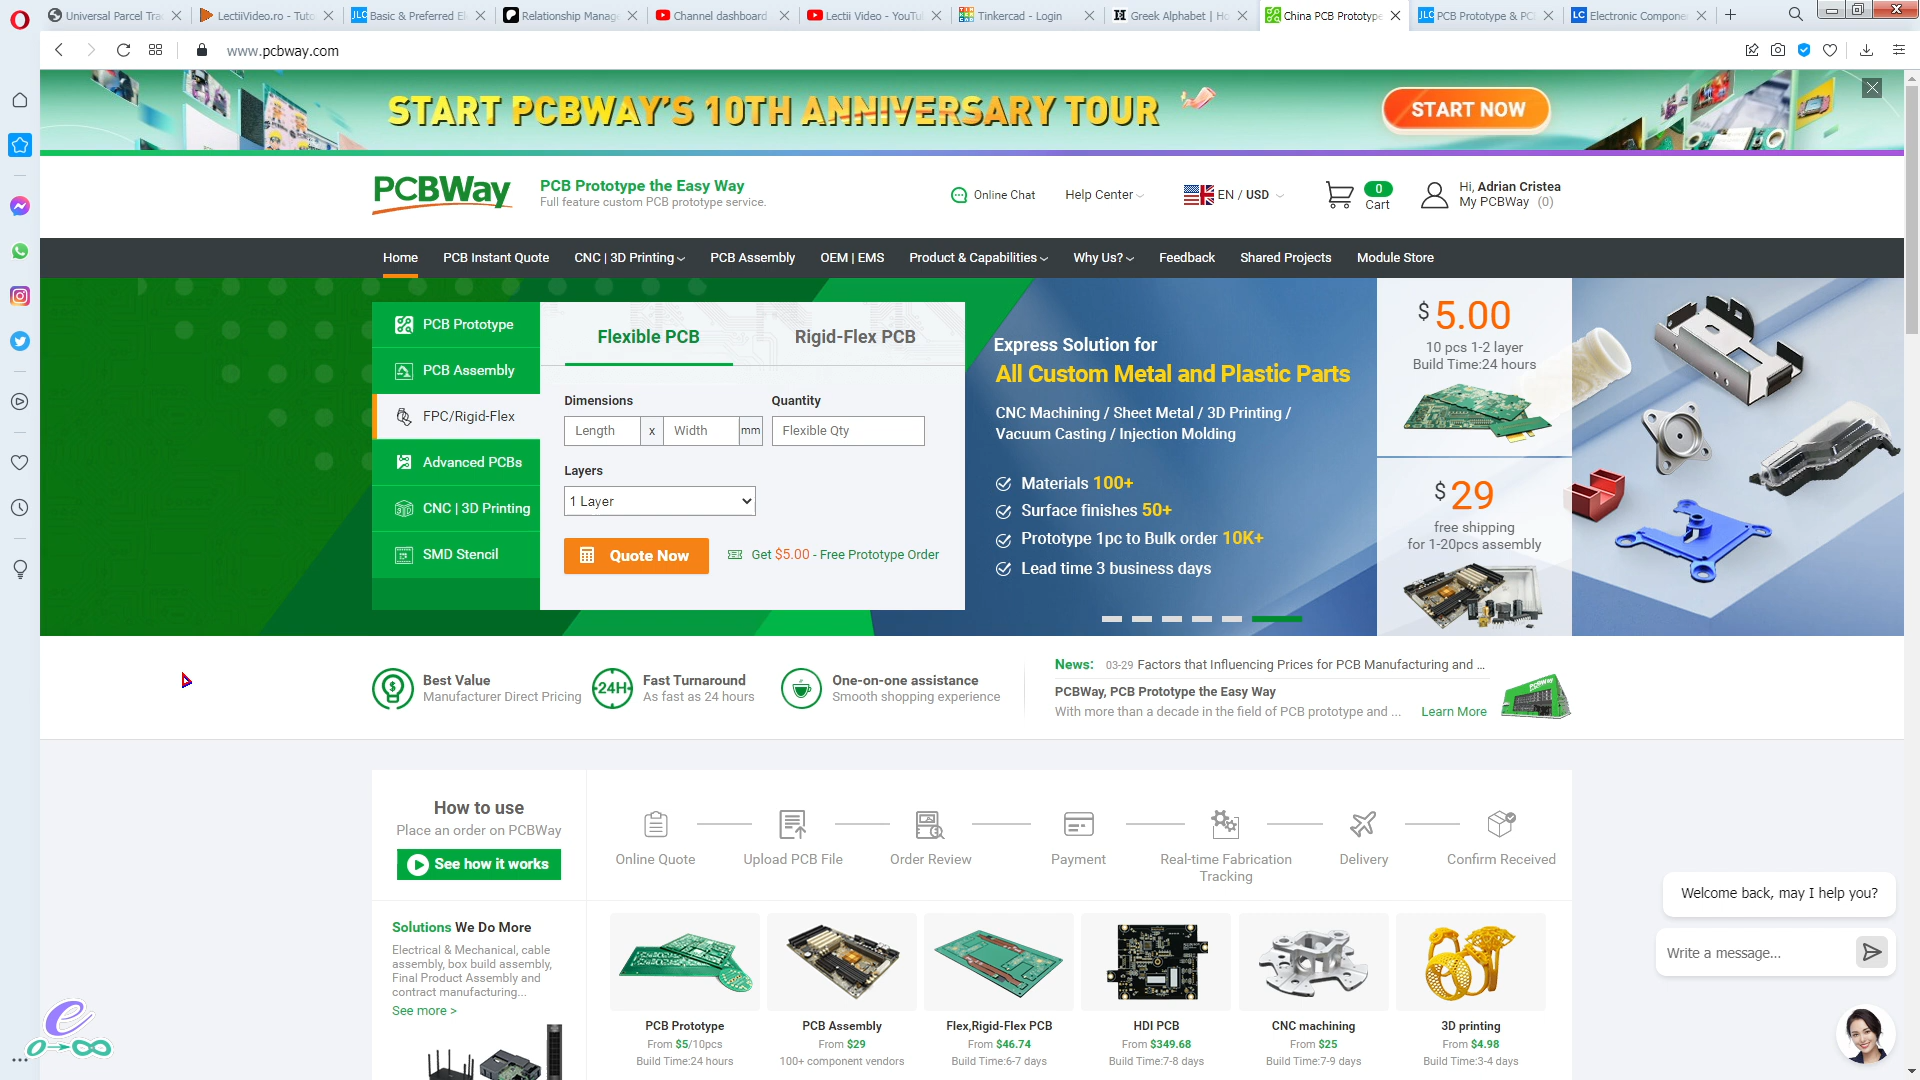 Universal Parcel Tra
LectiiVideo.ro - Tuto
Basic & Preferred El
Relationship Manage
Channel dashboard
Lectii Video - YouTu
Tinkercad - Login
Greek Alphabet | Ho
China PCB Prototype
PCB Prototype & PC
Electronic Compone
www.pcbway.com
START PCBWAY'S 10TH ANNIVERSARY TOUR
START NOW
PCBWay
PCB Prototype the Easy Way
Full feature custom PCB prototype service.
Online Chat
Help Center
EN / USD
0
Cart
Hi, Adrian Cristea
My PCBWay (0)
Home
PCB Instant Quote
CNC | 3D Printing
PCB Assembly
OEM | EMS
Product & Capabilities
Why Us?
Feedback
Shared Projects
Module Store
PCB Prototype
PCB Assembly
FPC/Rigid-Flex
Advanced PCBs
CNC | 3D Printing
SMD Stencil
Flexible PCB
Rigid-Flex PCB
Dimensions
Quantity
Length x Width mm
Flexible Qty
Layers
1 Layer
Quote Now
Get $5.00 - Free Prototype Order
Express Solution for
All Custom Metal and Plastic Parts
CNC Machining / Sheet Metal / 3D Printing /
Vacuum Casting / Injection Molding
Materials 100+
Surface finishes 50+
Prototype 1pc to Bulk order 10K+
Lead time 3 business days
$5.00
10 pcs 1-2 layer
Build Time:24 hours
$29
free shipping
for 1-20pcs assembly
Best Value
Manufacturer Direct Pricing
24H
Fast Turnaround
As fast as 24 hours
One-on-one assistance
Smooth shopping experience
News: 03-29 Factors that Influencing Prices for PCB Manufacturing and ...
PCBWay, PCB Prototype the Easy Way
With more than a decade in the field of PCB prototype and ... Learn More
How to use
Place an order on PCBWay
See how it works
Online Quote
Upload PCB File
Order Review
Payment
Real-time Fabrication
Tracking
Delivery
Confirm Received
Solutions We Do More
Electrical & Mechanical, cable
assembly, box build assembly,
Final Product Assembly and
contract manufacturing...
See more >
PCB Prototype
From $5/10pcs
Build Time:24 hours
PCB Assembly
From $29
100+ component vendors
Flex,Rigid-Flex PCB
From $46.74
Build Time:6-7 days
HDI PCB
From $349.68
Build Time:7-8 days
CNC machining
From $25
Build Time:7-9 days
3D printing
From $4.98
Build Time:3-4 days
Welcome back, may I help you?
Write a message...